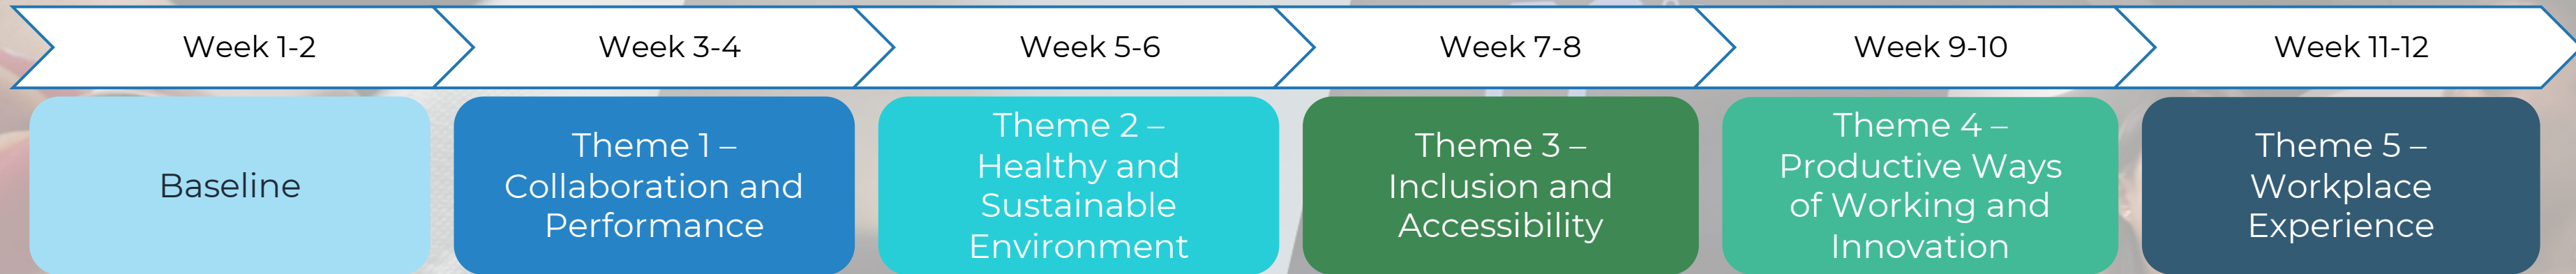 Week 1-2
Week 3-4
Week 5-6
Week 7-8
Week 9-10
Week 11-12
Baseline
Theme 1 –
Collaboration and
Performance
Theme 2 –
Healthy and
Sustainable
Environment
Theme 3 –
Inclusion and
Accessibility
Theme 4 –
Productive Ways
of Working and
Innovation
Theme 5 –
Workplace
Experience